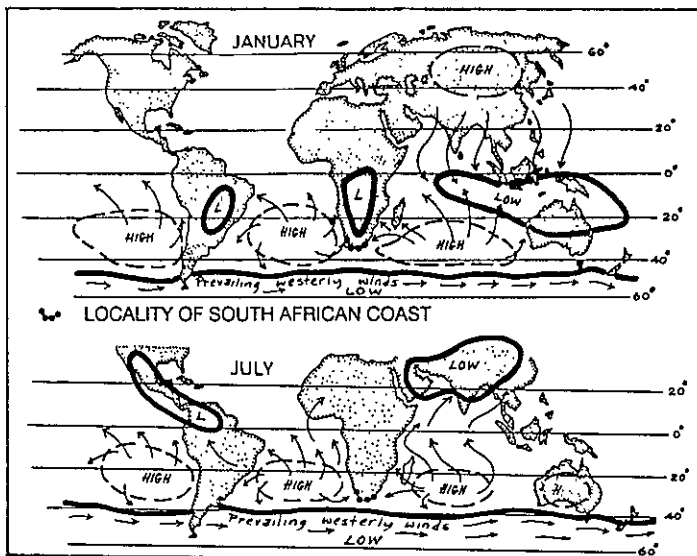 JANUARY
60°
HIGH
40°
20°
0°
L
L
LOW
20°
HIGH
HIGH
HIGH
40°
Prevailing westerly winds
LOW
60°
LOCALITY OF SOUTH AFRICAN COAST
JULY
LOW
20°
L
0°
HIGH
HIGH
HIGH
H
20°
40°
Prevailing westerly winds
LOW
60°